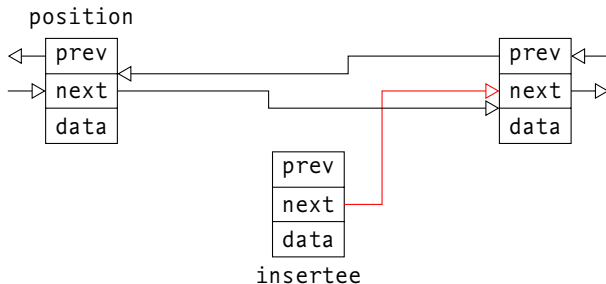 position
prev
next
data
prev
next
data
prev
next
data
insertee